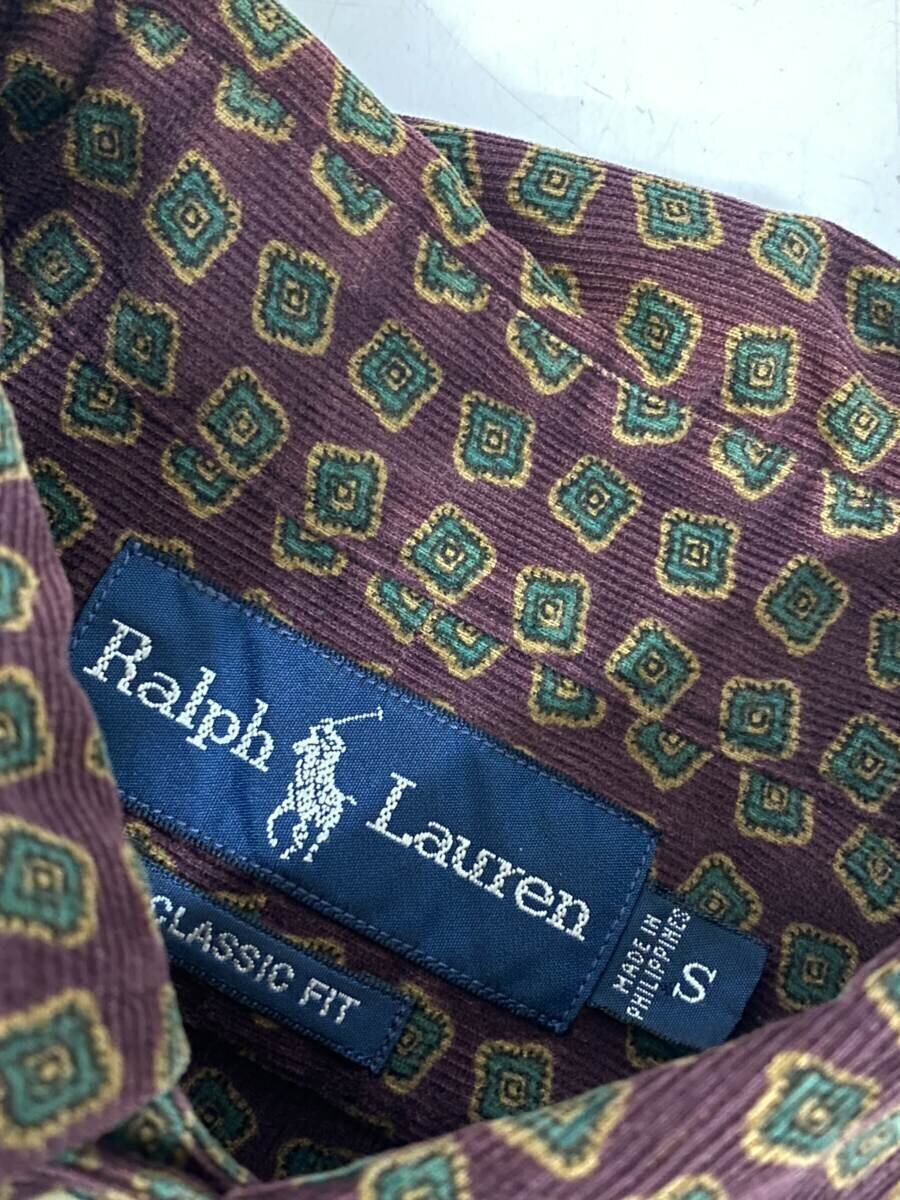 Ralph Lauren
MADE IN
PHILIPPINES
S
CLASSIC FIT